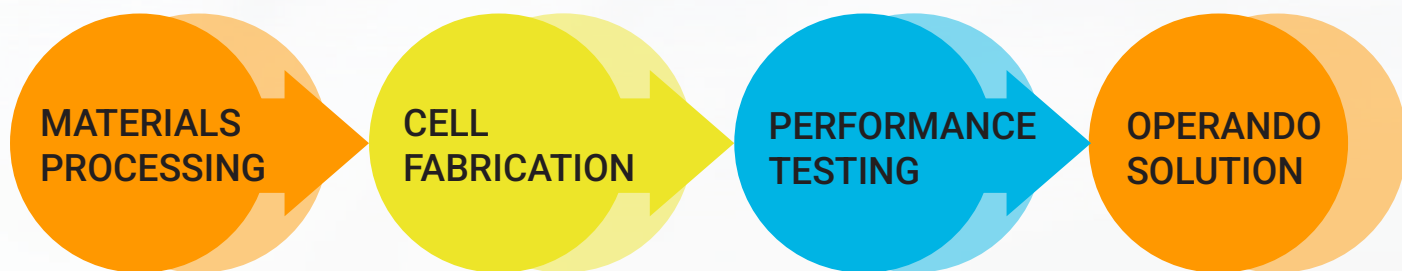 MATERIALS
PROCESSING
CELL
FABRICATION
PERFORMANCE
TESTING
OPERANDO
SOLUTION